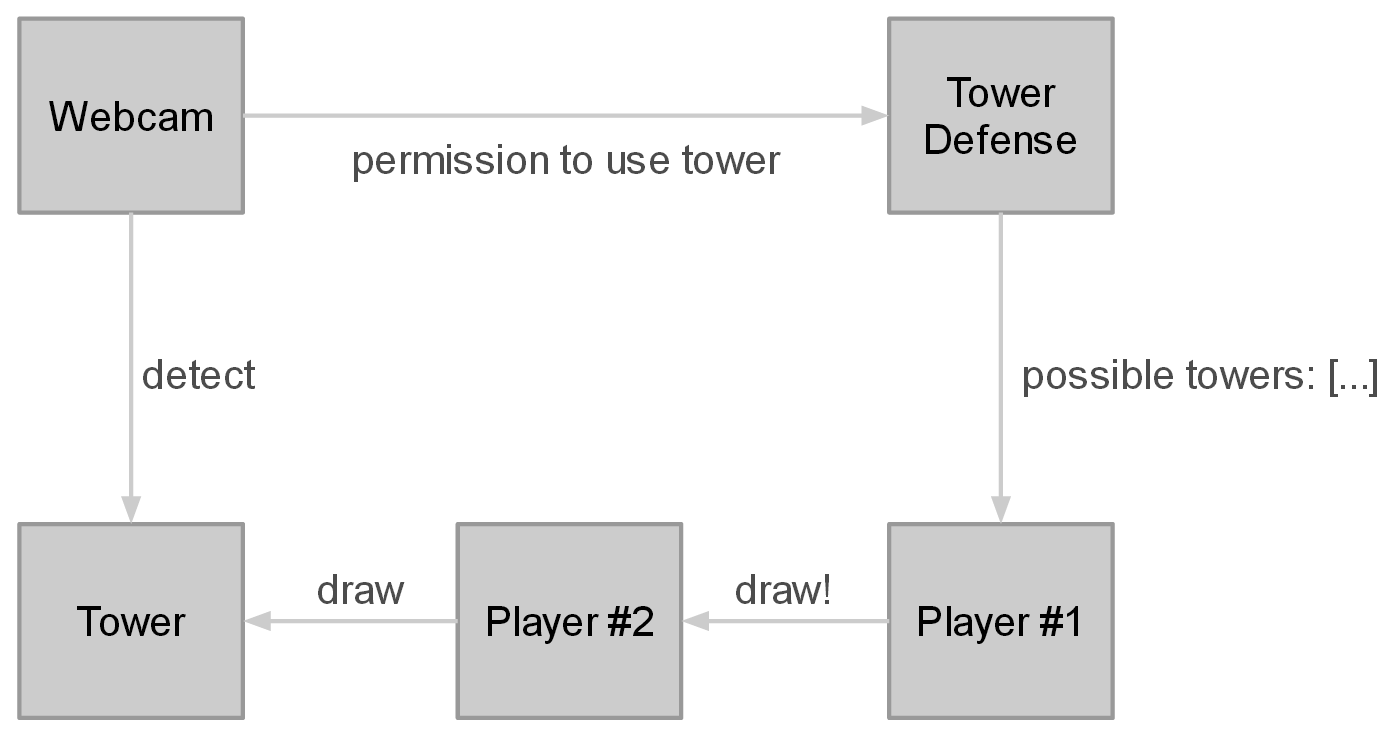 Webcam
Tower
Defense
permission to use tower
detect
possible towers: [...]
Tower
draw
Player #2
draw!
Player #1